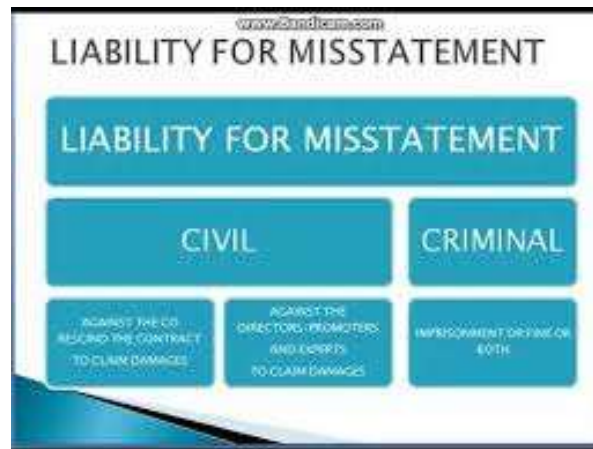 www.Bandicam.com
LIABILITY FOR MISSTATEMENT
LIABILITY FOR MISSTATEMENT
CIVIL
CRIMINAL
AGAINST THE CO
RESCIND THE CONTRACT
TO CLAIM DAMAGES
AGAINST THE
DIRECTORS PROMOTERS
AND EXPERTS
TO CLAIM DAMAGES
IMPRISONMENT OR FINE OR
BOTH